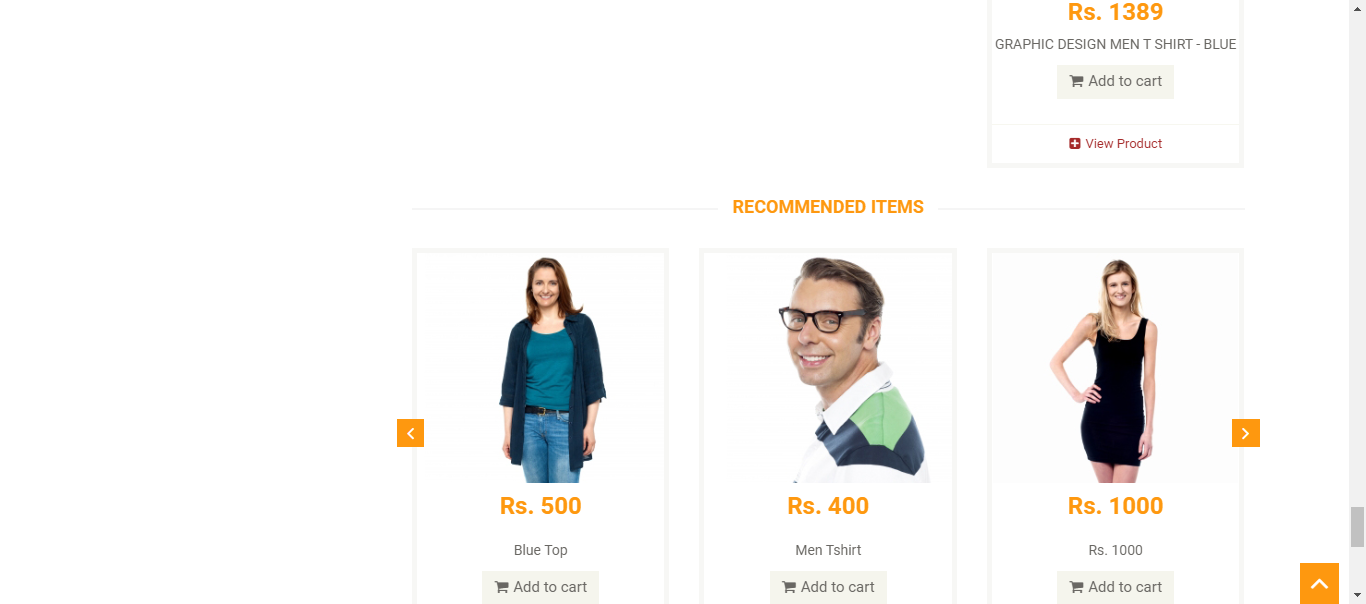 Rs. 1389
GRAPHIC DESIGN MEN T SHIRT - BLUE
Add to cart
View Product
RECOMMENDED ITEMS
Rs. 500
Blue Top
Add to cart
Rs. 400
Men Tshirt
Add to cart
Rs. 1000
Rs. 1000
Add to cart